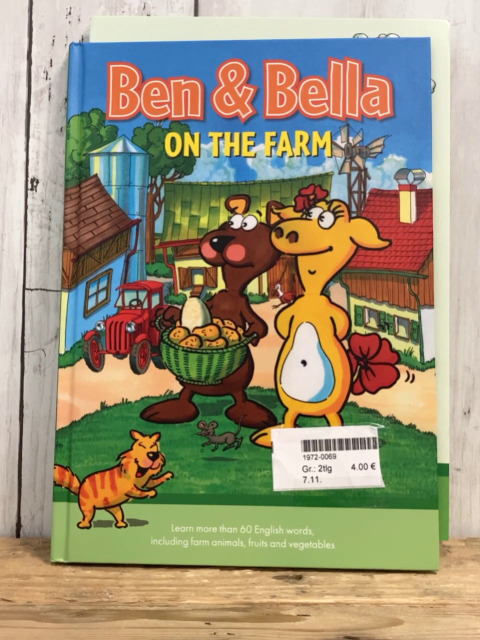 Ben & Bella
ON THE FARM
1972-0069
Gr.: 2tlg 4.00 €
7.11.
Learn more than 60 English words,
including farm animals, fruits and vegetables